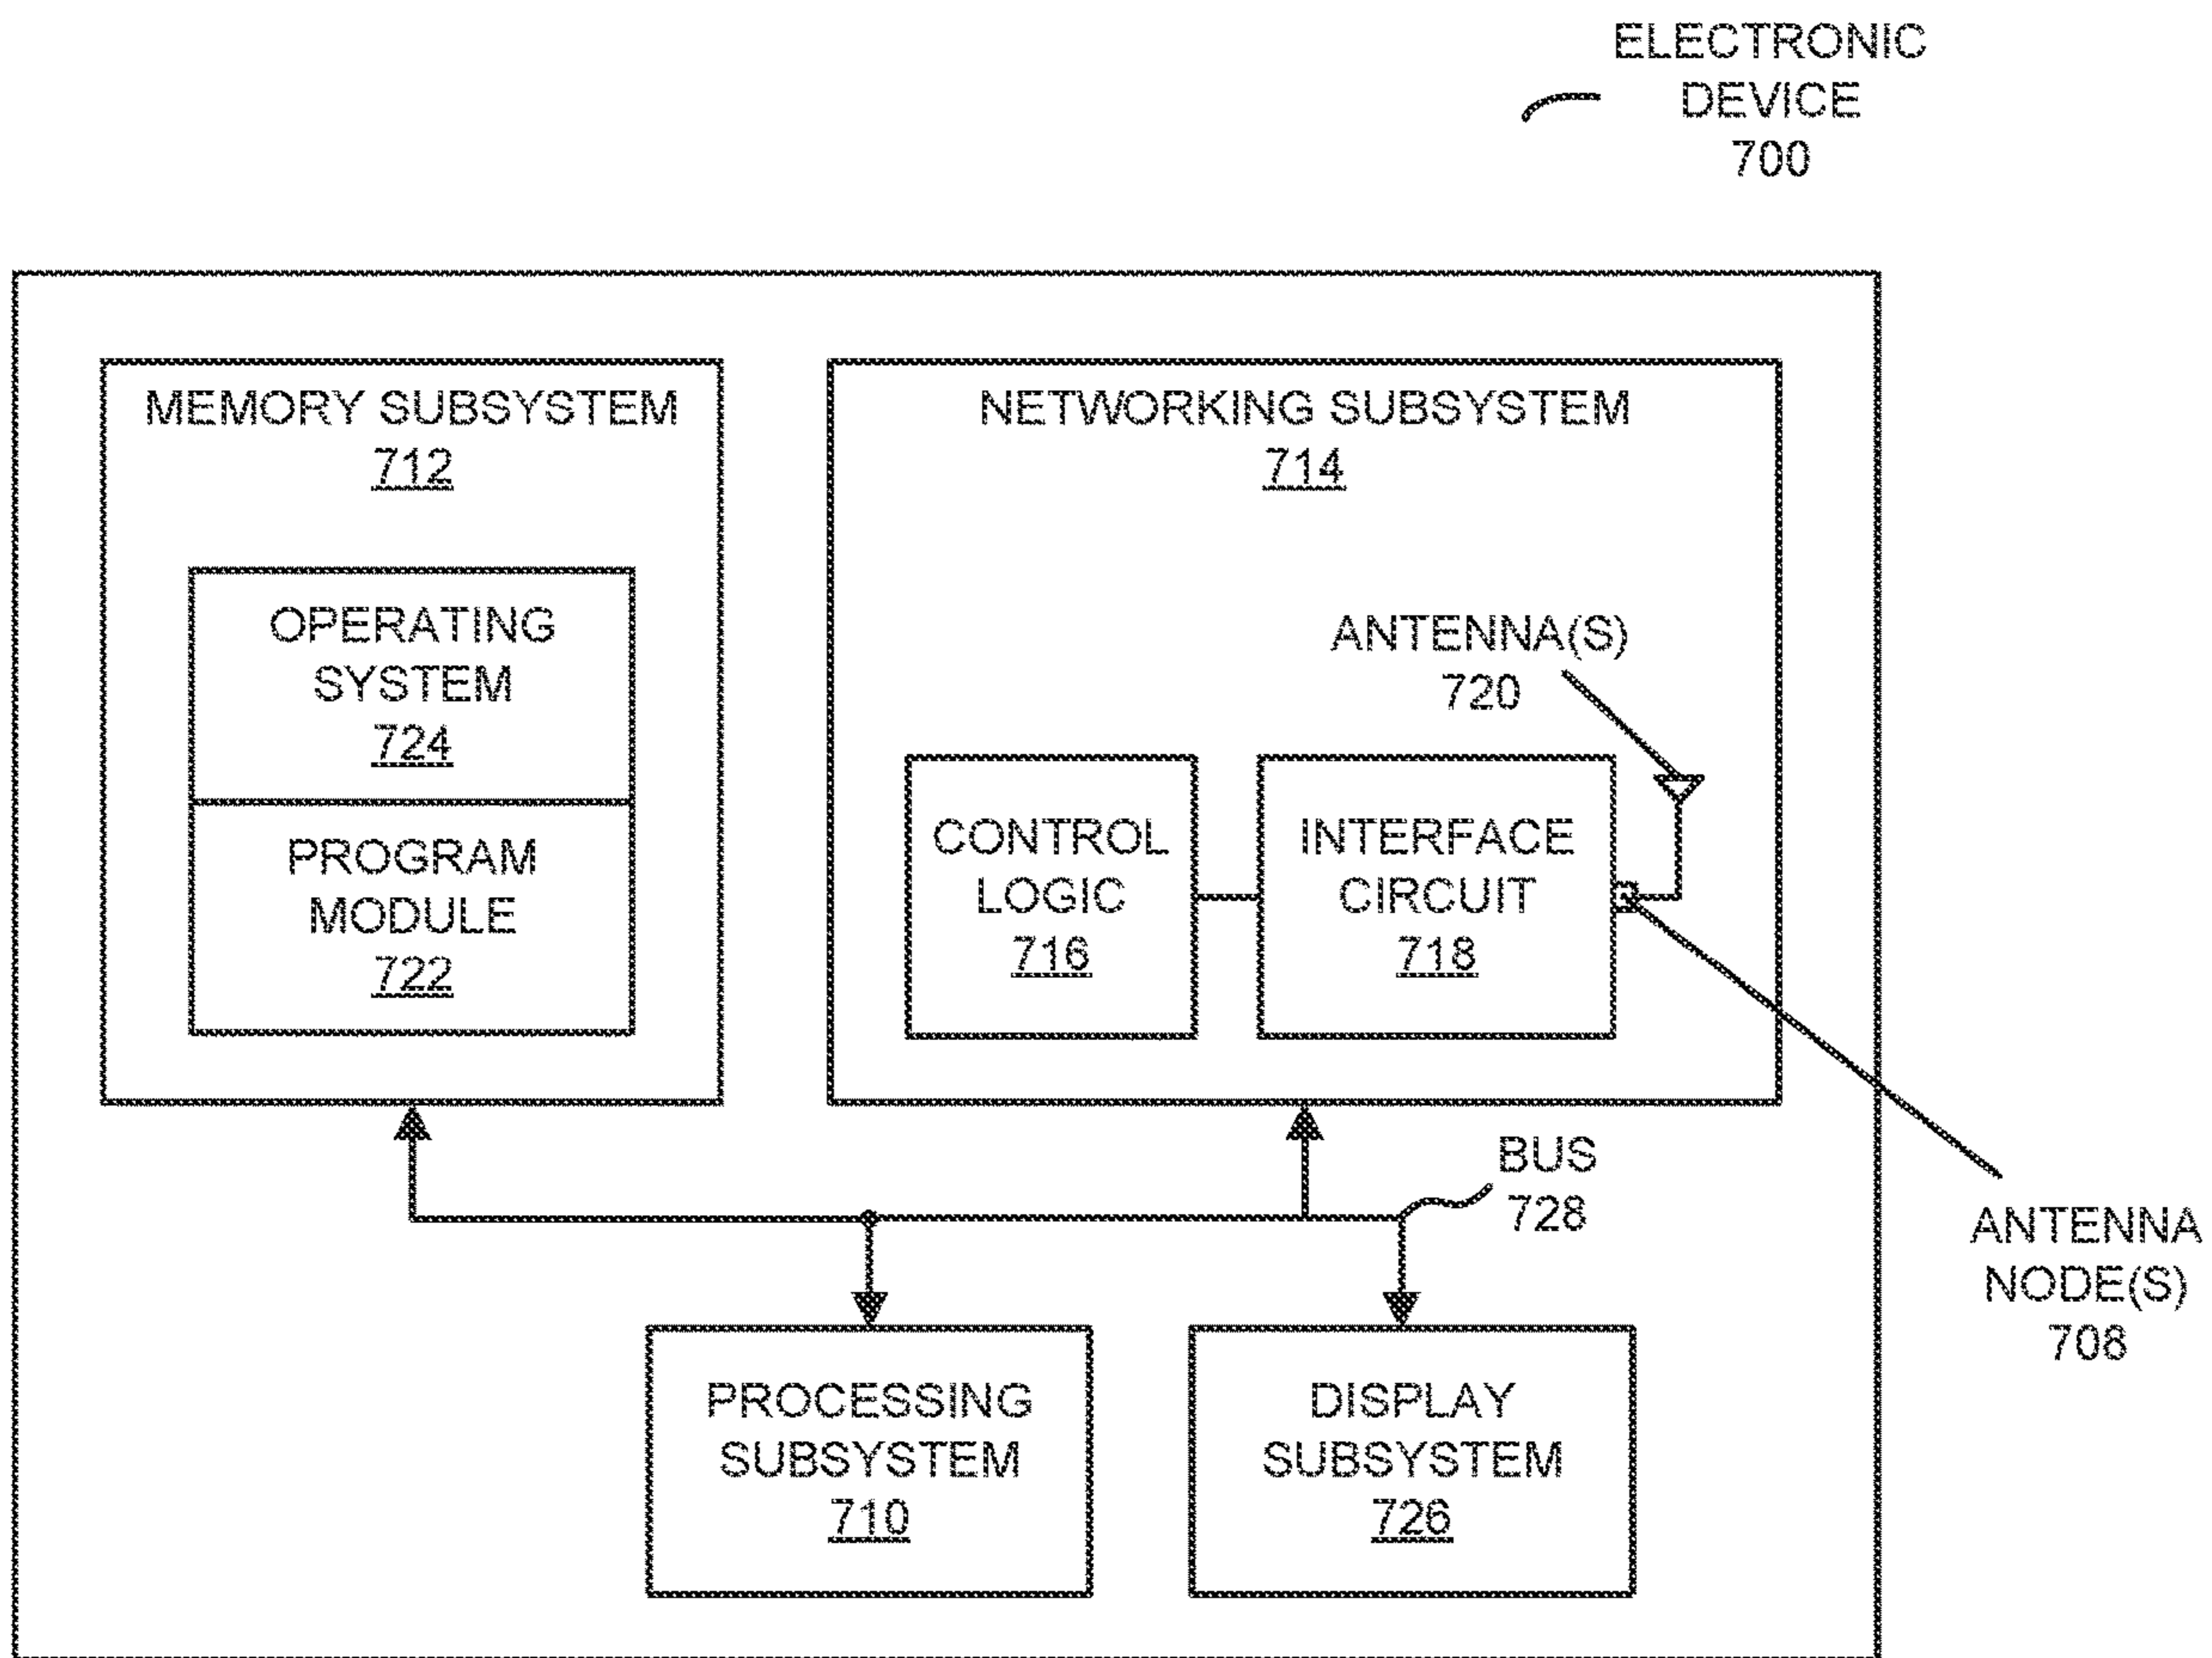 ELECTRONIC
DEVICE
700
MEMORY SUBSYSTEM
712
OPERATING
SYSTEM
724
PROGRAM
MODULE
722
NETWORKING SUBSYSTEM
714
ANTENNA(S)
720
CONTROL
LOGIC
716
INTERFACE
CIRCUIT
718
BUS
728
ANTENNA
NODE(S)
708
PROCESSING
SUBSYSTEM
710
DISPLAY
SUBSYSTEM
726